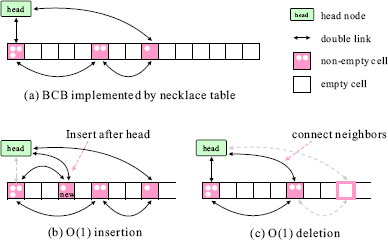 head
head node
double link
non-empty cell
empty cell
(a) BCB implemented by necklace table
Insert after head
connect neighbors
head
head
new
(b) O(1) insertion
(c) O(1) deletion